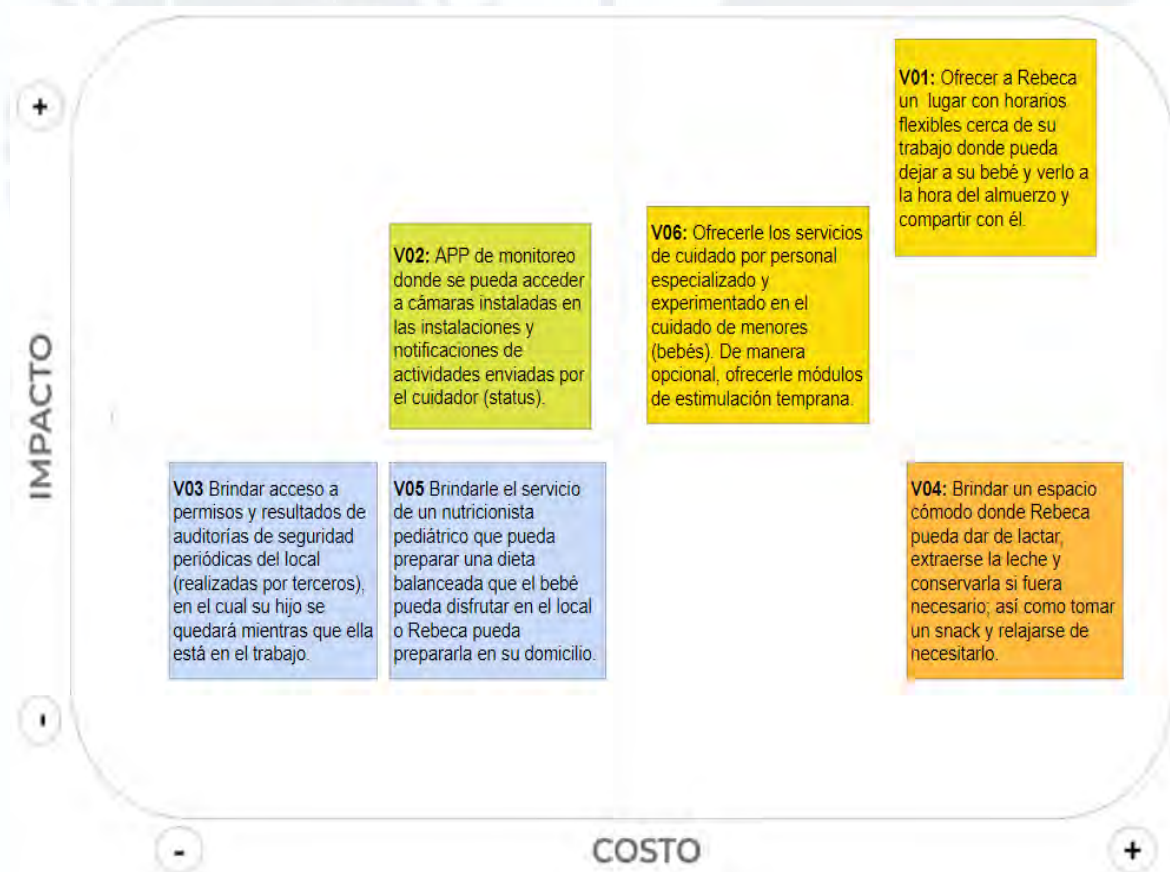 +
IMPACTO
-
V01: Ofrecer a Rebeca
un lugar con horarios
flexibles cerca de su
trabajo donde pueda
dejar a su bebé y verlo a
la hora del almuerzo y
compartir con él.
V02: APP de monitoreo
donde se pueda acceder
a cámaras instaladas en
las instalaciones y
notificaciones de
actividades enviadas por
el cuidador (status).
V06: Ofrecerle los servicios
de cuidado por personal
especializado y
experimentado en el
cuidado de menores
(bebés). De manera
opcional, ofrecerle módulos
de estimulación temprana.
V03 Brindar acceso a
permisos y resultados de
auditorías de seguridad
periódicas del local
(realizadas por terceros),
en el cual su hijo se
quedará mientras que ella
está en el trabajo.
V05 Brindarle el servicio
de un nutricionista
pediátrico que pueda
preparar una dieta
balanceada que el bebé
pueda disfrutar en el local
o Rebeca pueda
prepararla en su domicilio.
V04: Brindar un espacio
cómodo donde Rebeca
pueda dar de lactar,
extraerse la leche y
conservarla si fuera
necesario; así como tomar
un snack y relajarse de
necesitarlo.
-
COSTO
+